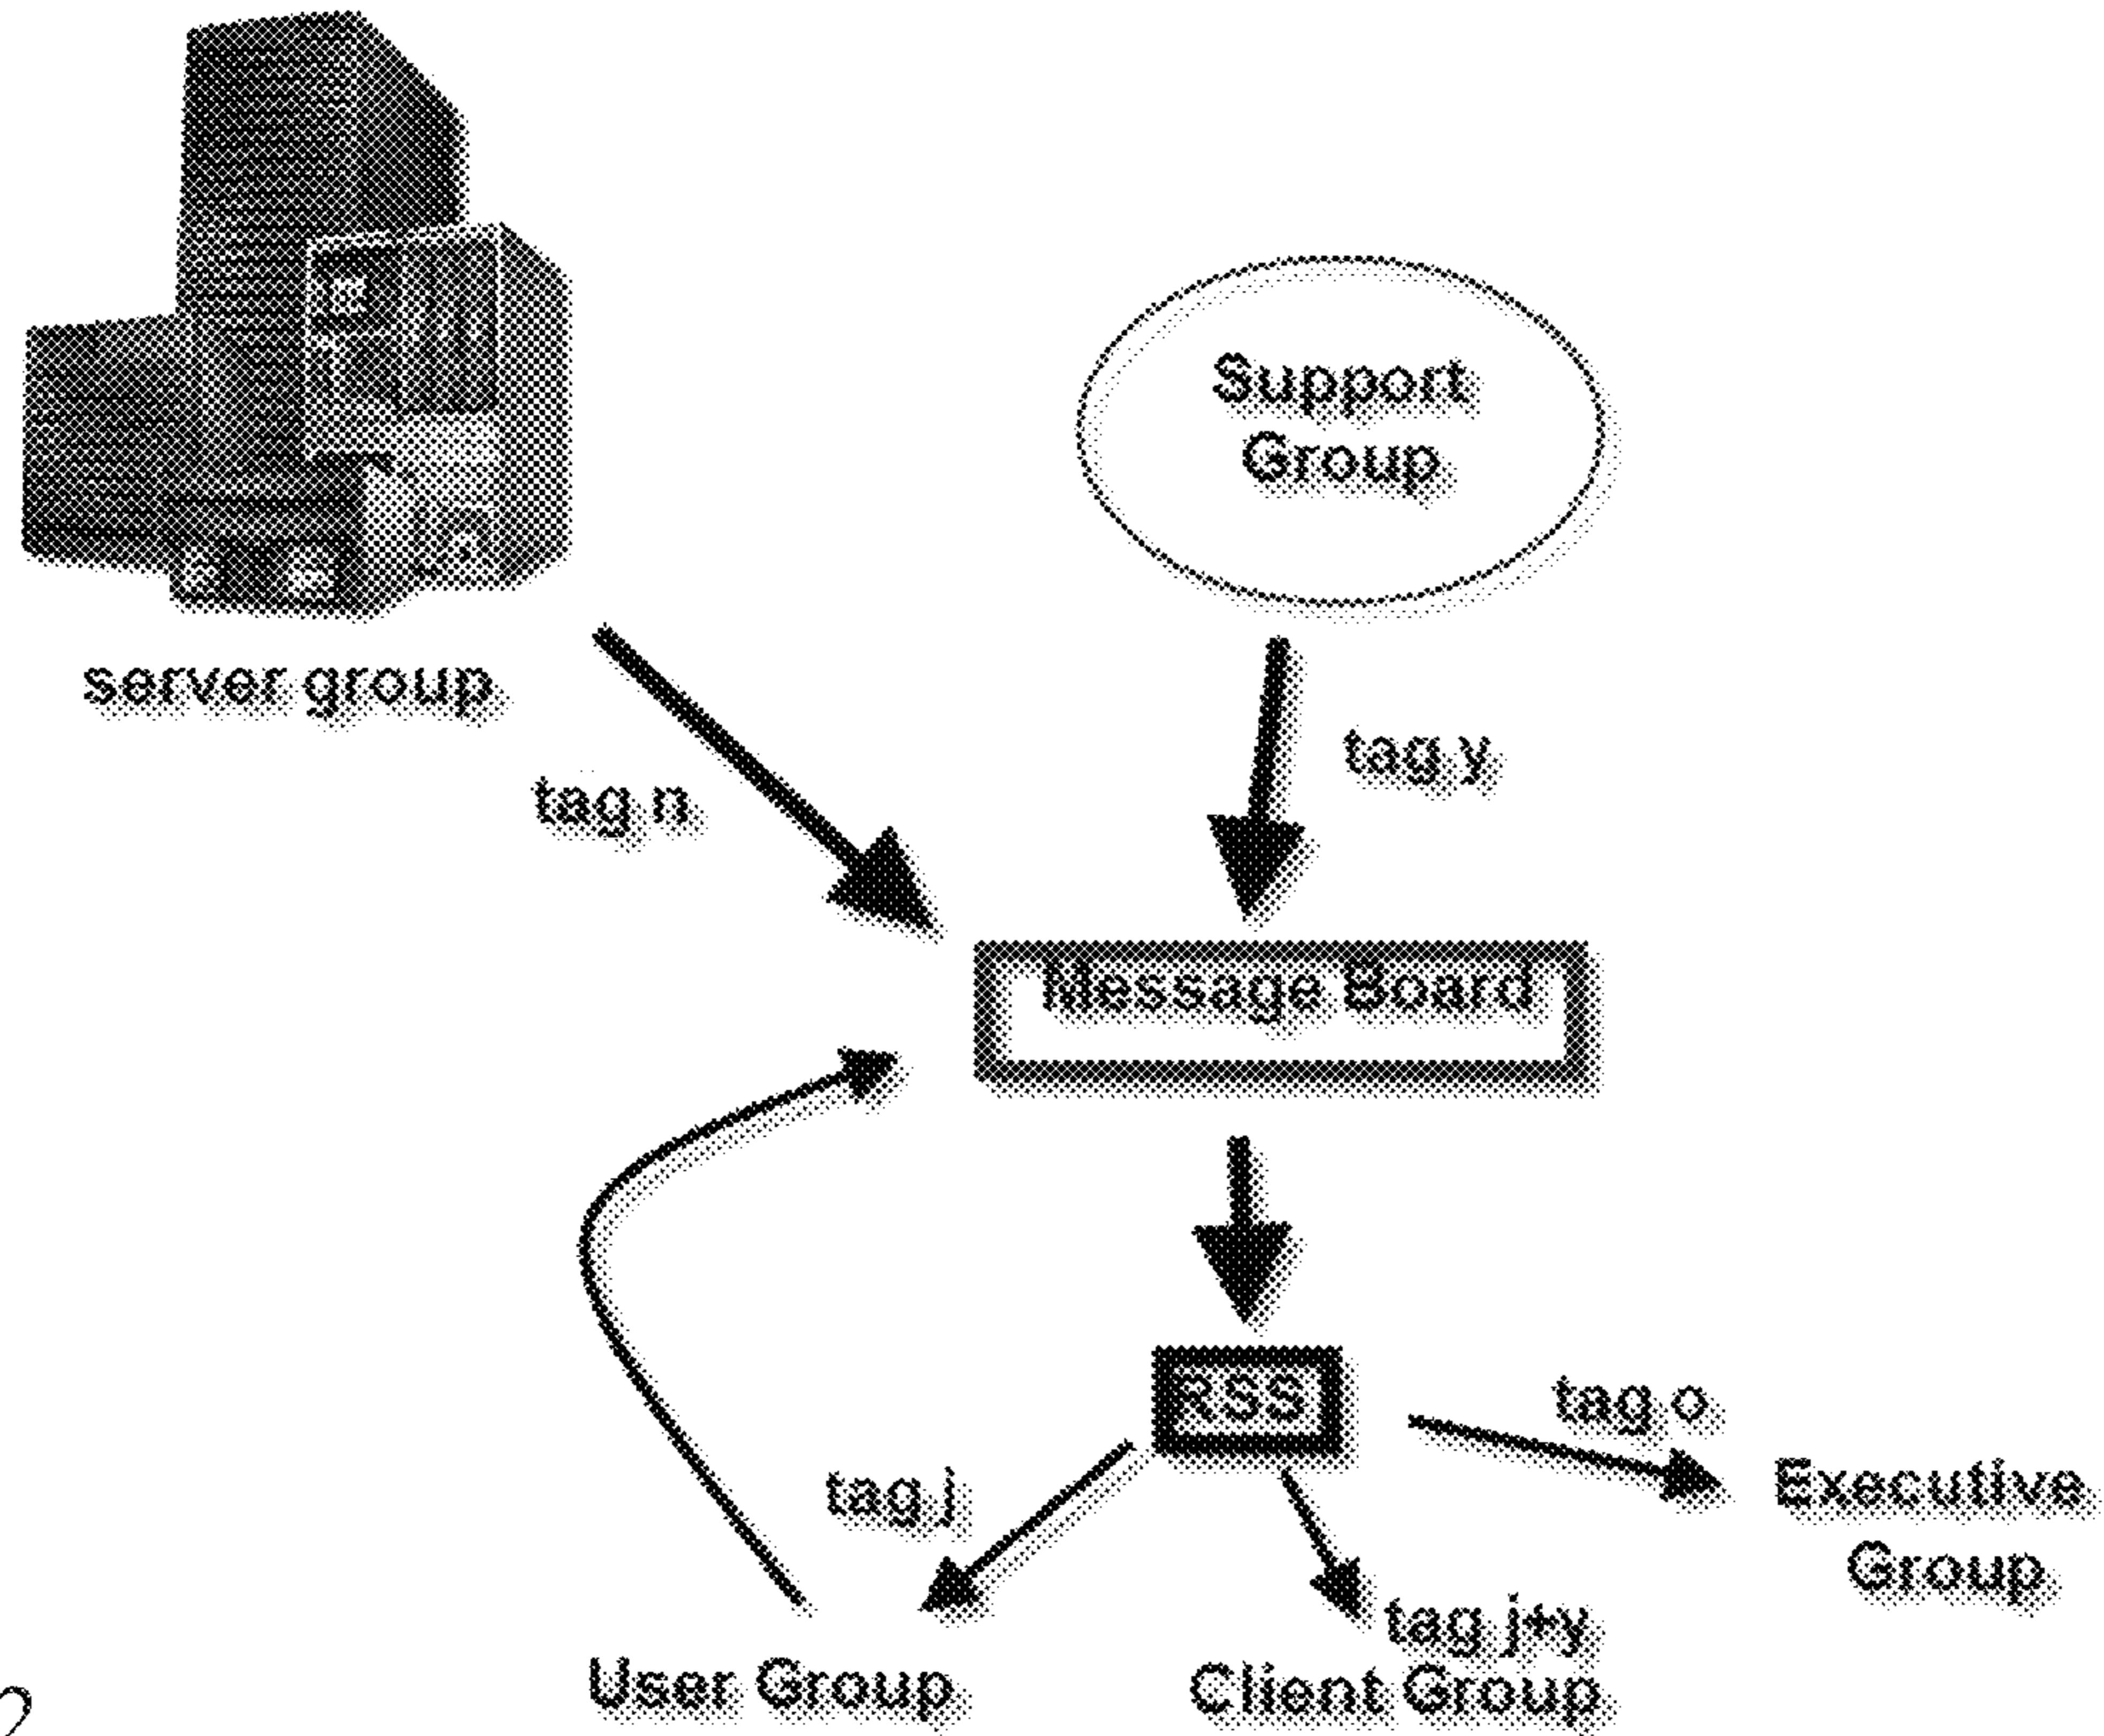 Support
Group
server group
tag y
tag n
Message Board
RSS
tag o
Executive
Group
tag j
tag j+y
User Group
Client Group